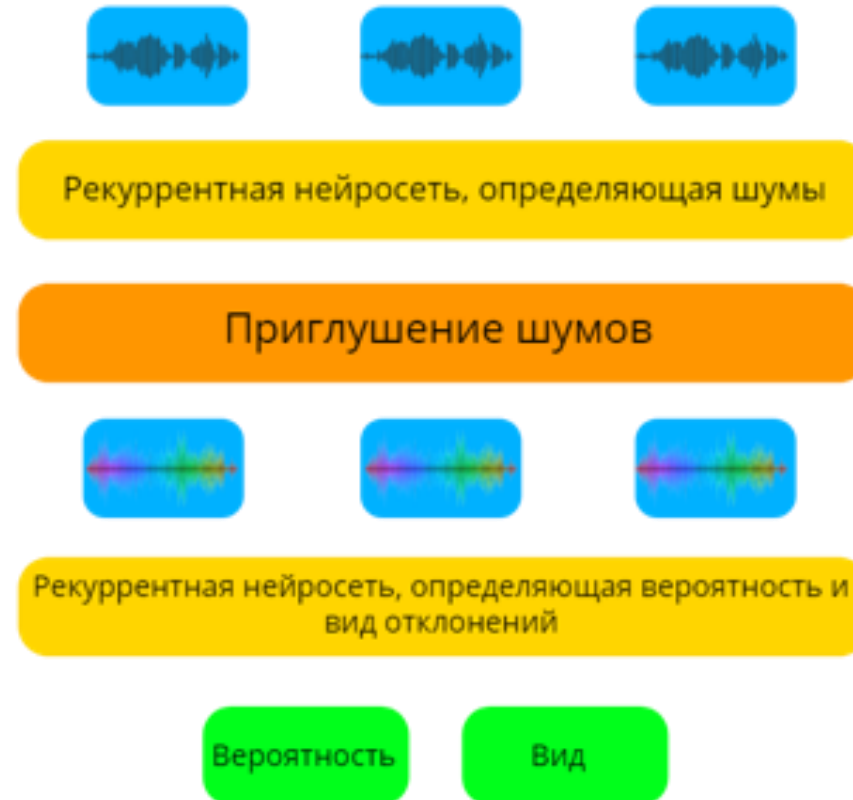 Рекуррентная нейросеть, определяющая шумы
Приглушение шумов
Рекуррентная нейросеть, определяющая вероятность и
вид отклонений
Вероятность
Вид